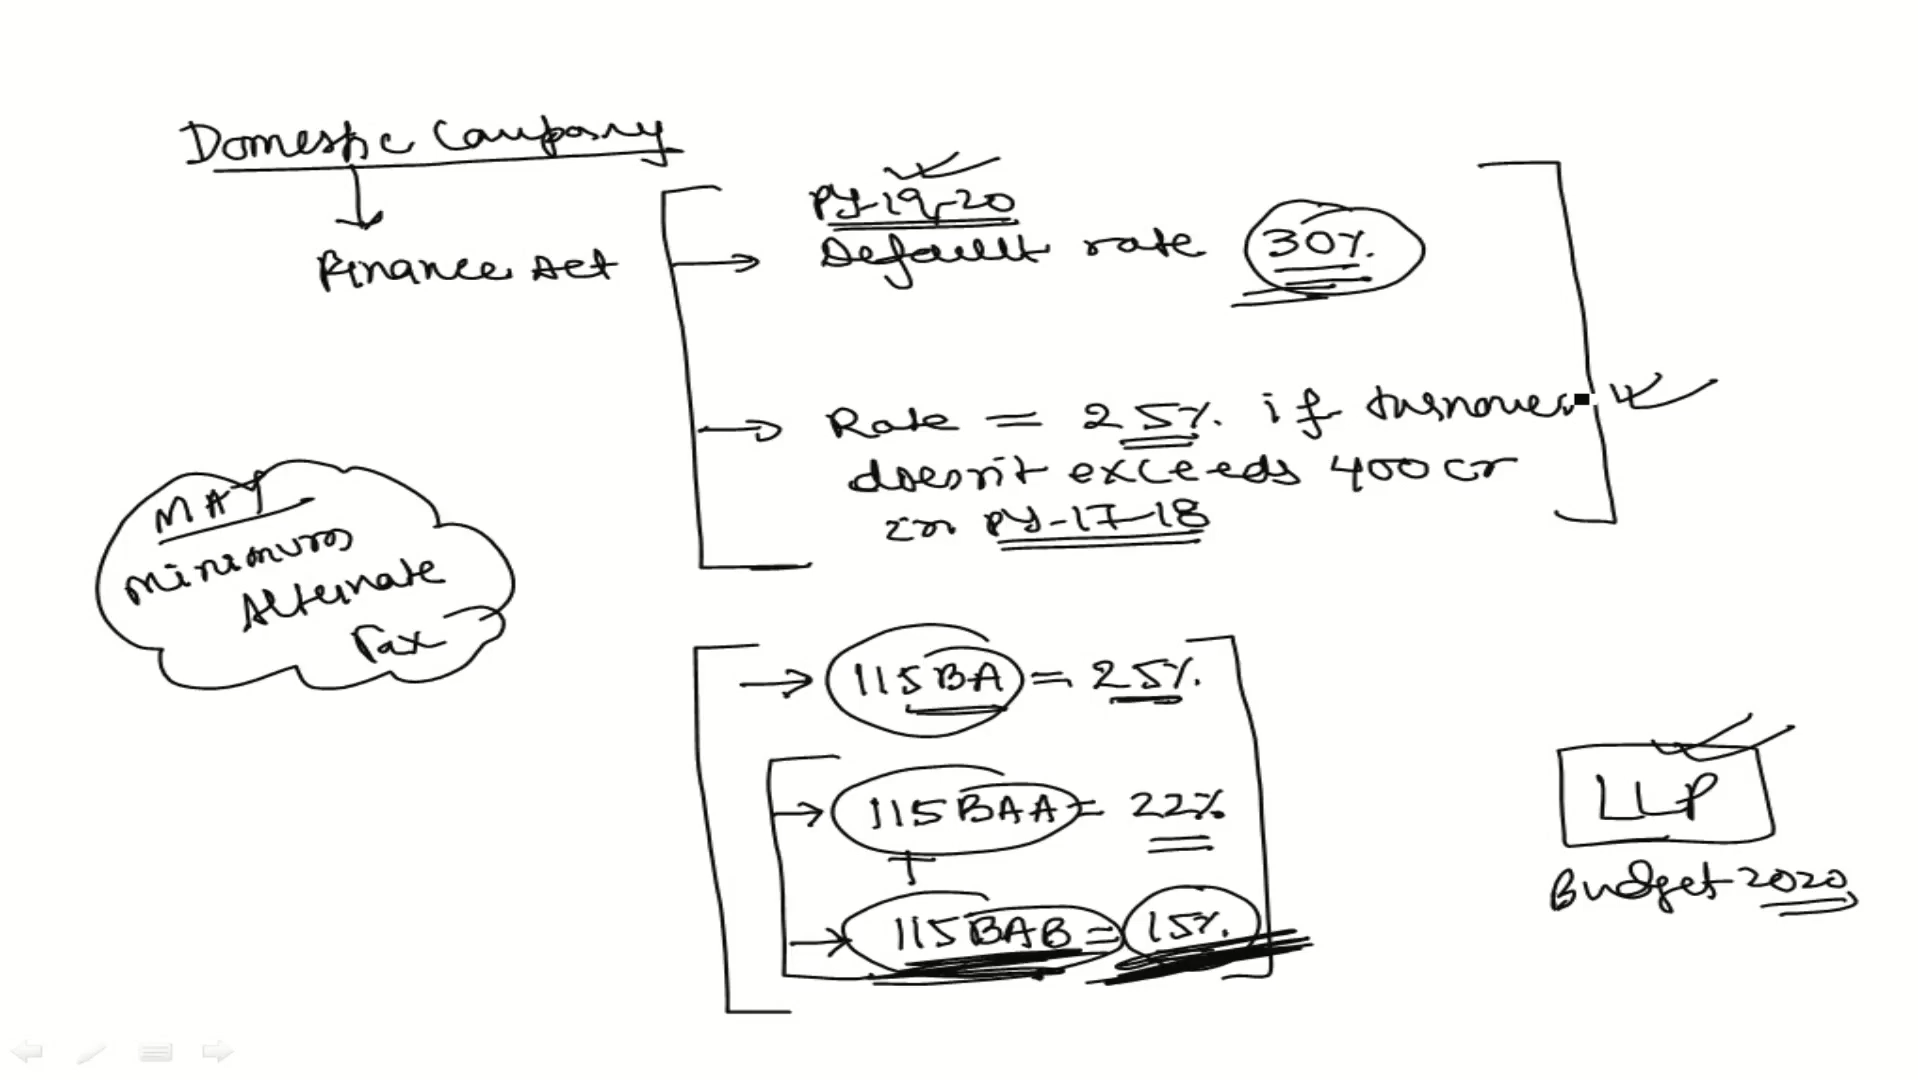 Domestic Company
Finance Act
PY-19-20
Default rate 30%.
Rate = 25%. if turnover
doesn't exceeds 400 cr
in PY-17-18
MAT
minimum
Alternate
Tax
115BA = 25%.
115BAA = 22%
+
115BAB = 15%.
LLP
Budget 2020